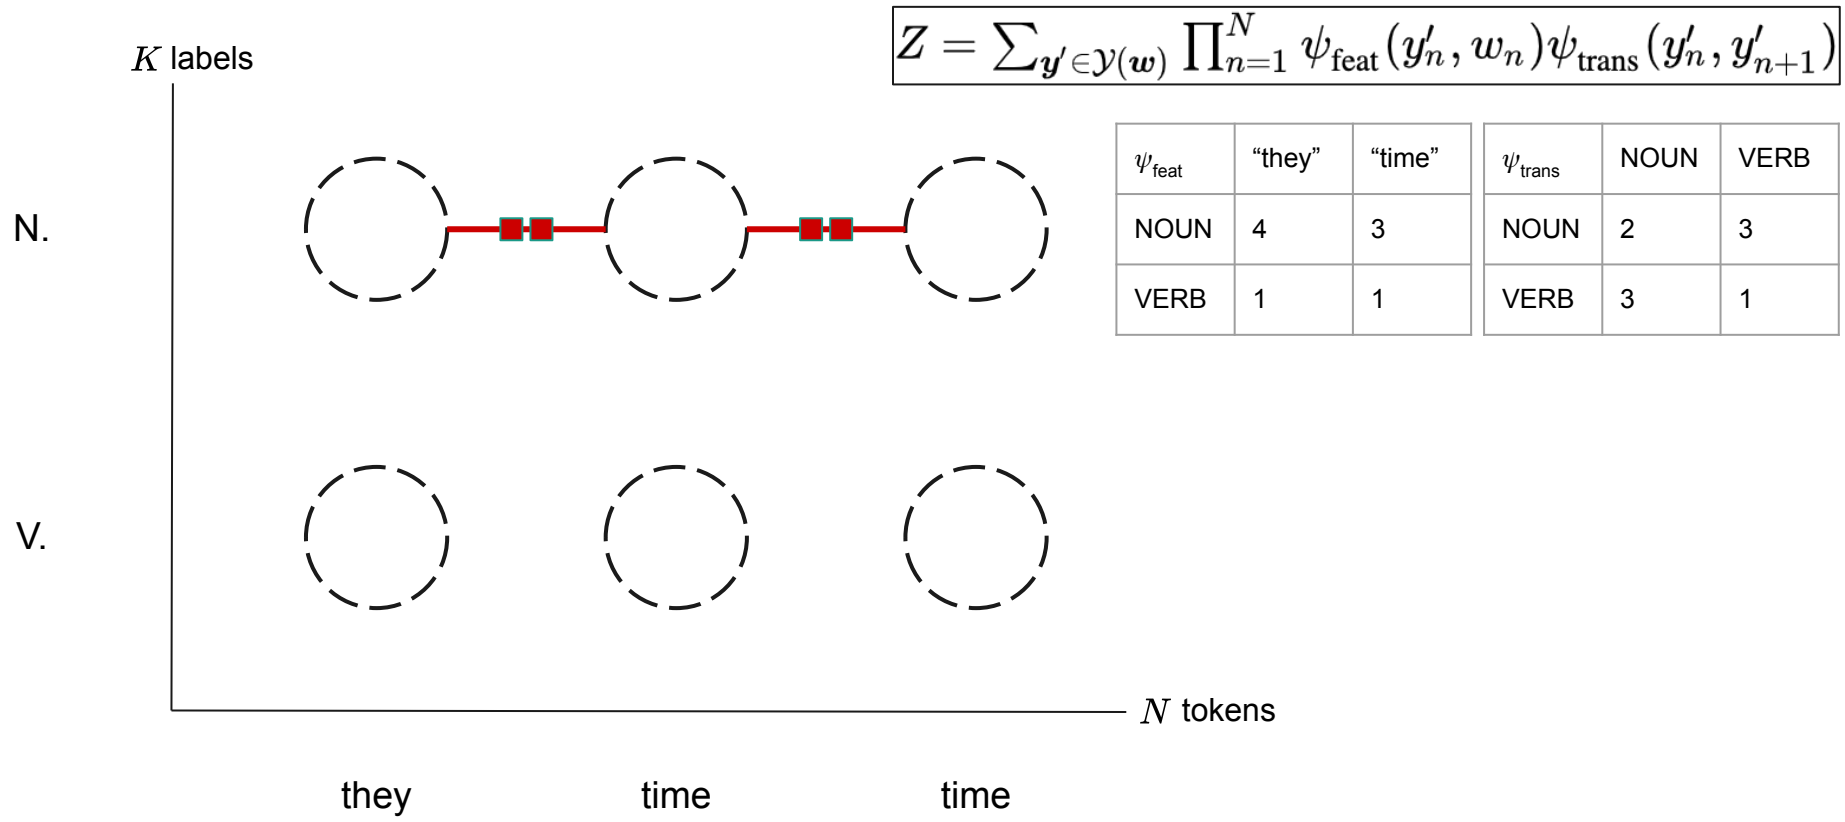 Z = ∑_{y′∈𝒴(w)} ∏_{n=1}^{N} ψ_feat(y′_n, w_n)ψ_trans(y′_n, y′_{n+1})
K labels
ψ_feat “they” “time”
NOUN 4 3
VERB 1 1
ψ_trans NOUN VERB
NOUN 2 3
VERB 3 1
N.
V.
N tokens
they time time